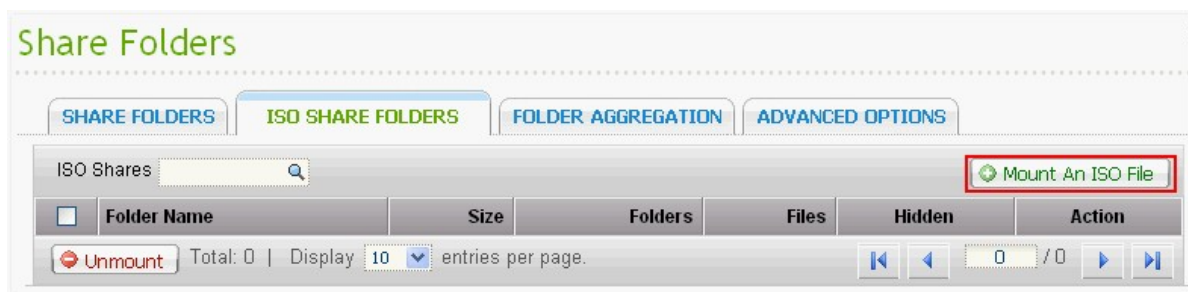 Share Folders
SHARE FOLDERS ISO SHARE FOLDERS FOLDER AGGREGATION ADVANCED OPTIONS
ISO Shares Mount An ISO File
Folder Name Size Folders Files Hidden Action
Unmount Total: 0 | Display 10 entries per page. 0 / 0